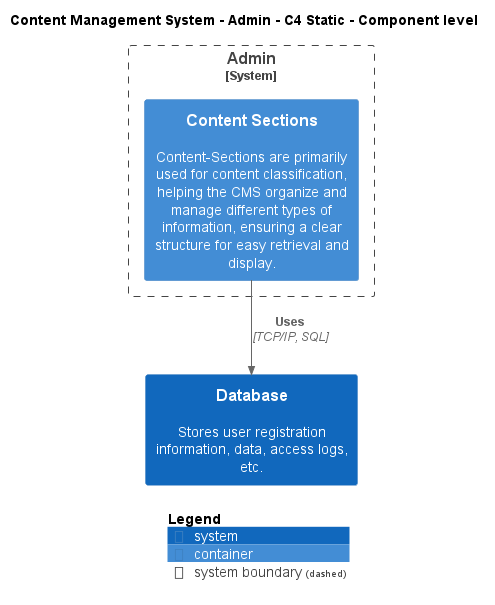 Content Management System - Admin - C4 Static - Component level
Admin
[System]
Content Sections
Content-Sections are primarily
used for content classification,
helping the CMS organize and
manage different types of
information, ensuring a clear
structure for easy retrieval and
display.
Uses
[TCP/IP, SQL]
Database
Stores user registration
information, data, access logs,
etc.
Legend
system
container
system boundary (dashed)